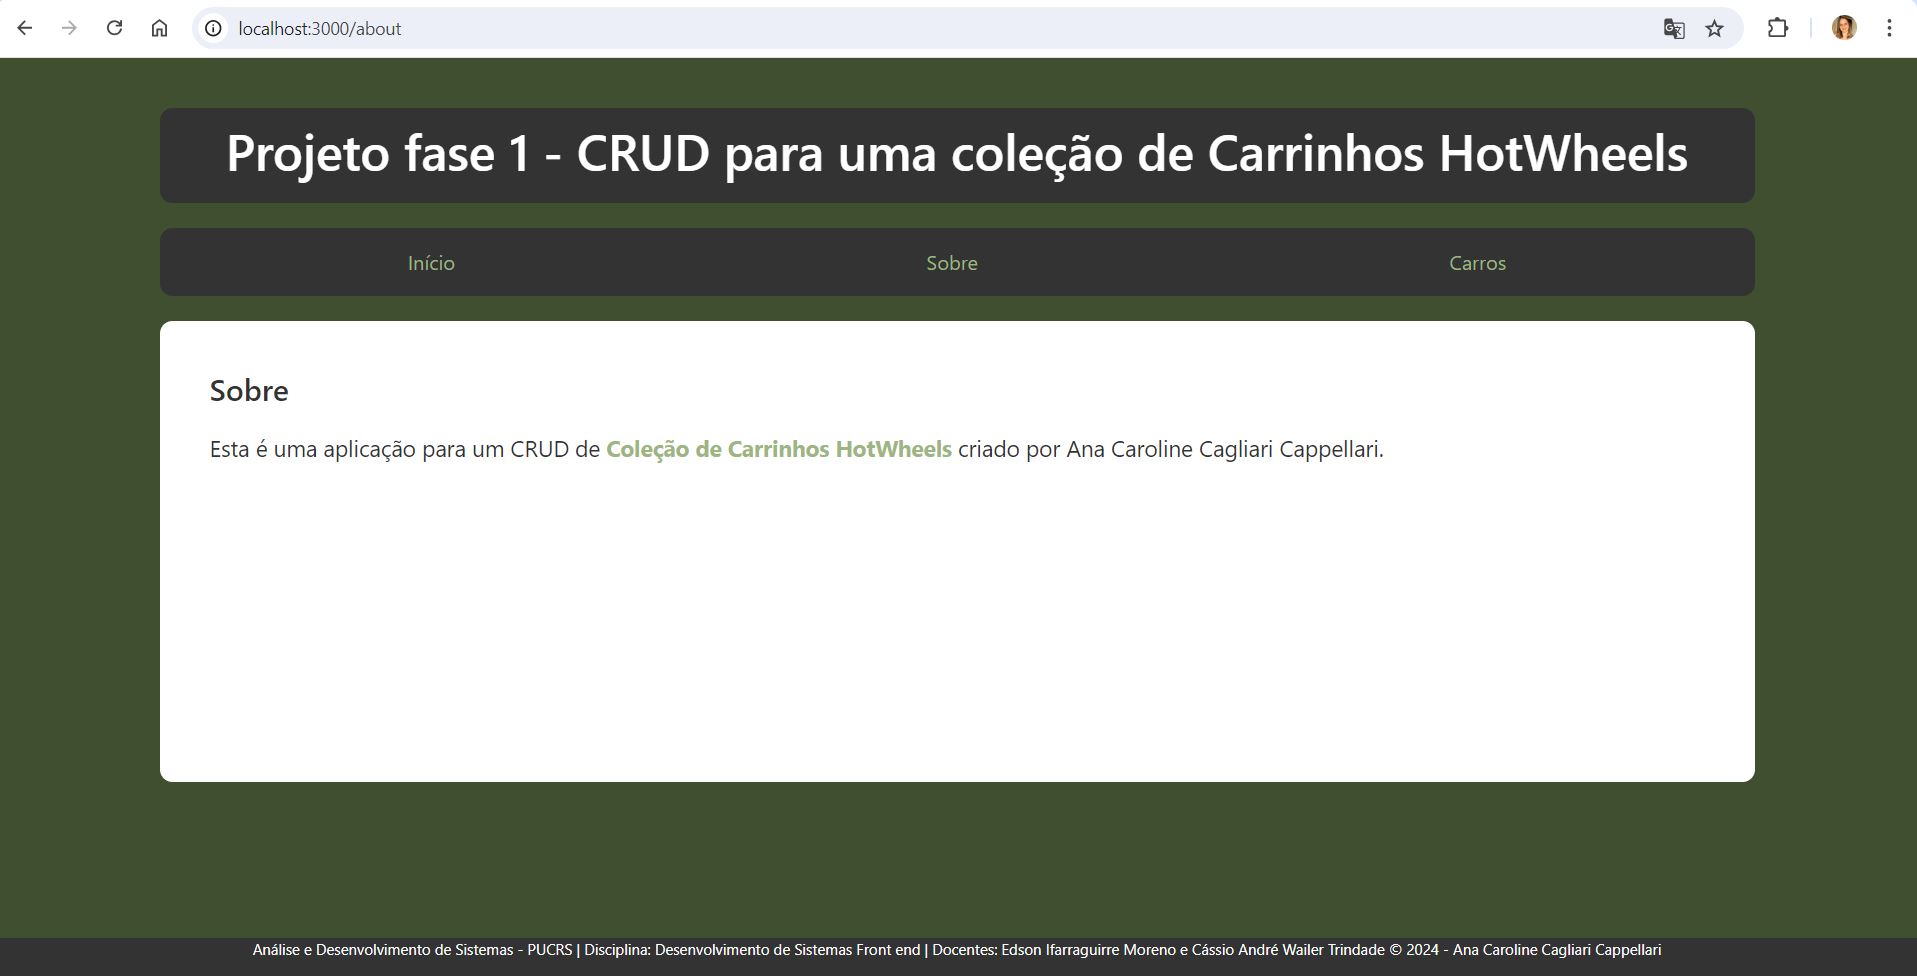 localhost:3000/about
Projeto fase 1 - CRUD para uma coleção de Carrinhos HotWheels
Início Sobre Carros
Sobre
Esta é uma aplicação para um CRUD de Coleção de Carrinhos HotWheels criado por Ana Caroline Cagliari Cappellari.
Análise e Desenvolvimento de Sistemas - PUCRS | Disciplina: Desenvolvimento de Sistemas Front end | Docentes: Edson Ifarraguirre Moreno e Cássio André Wailer Trindade © 2024 - Ana Caroline Cagliari Cappellari